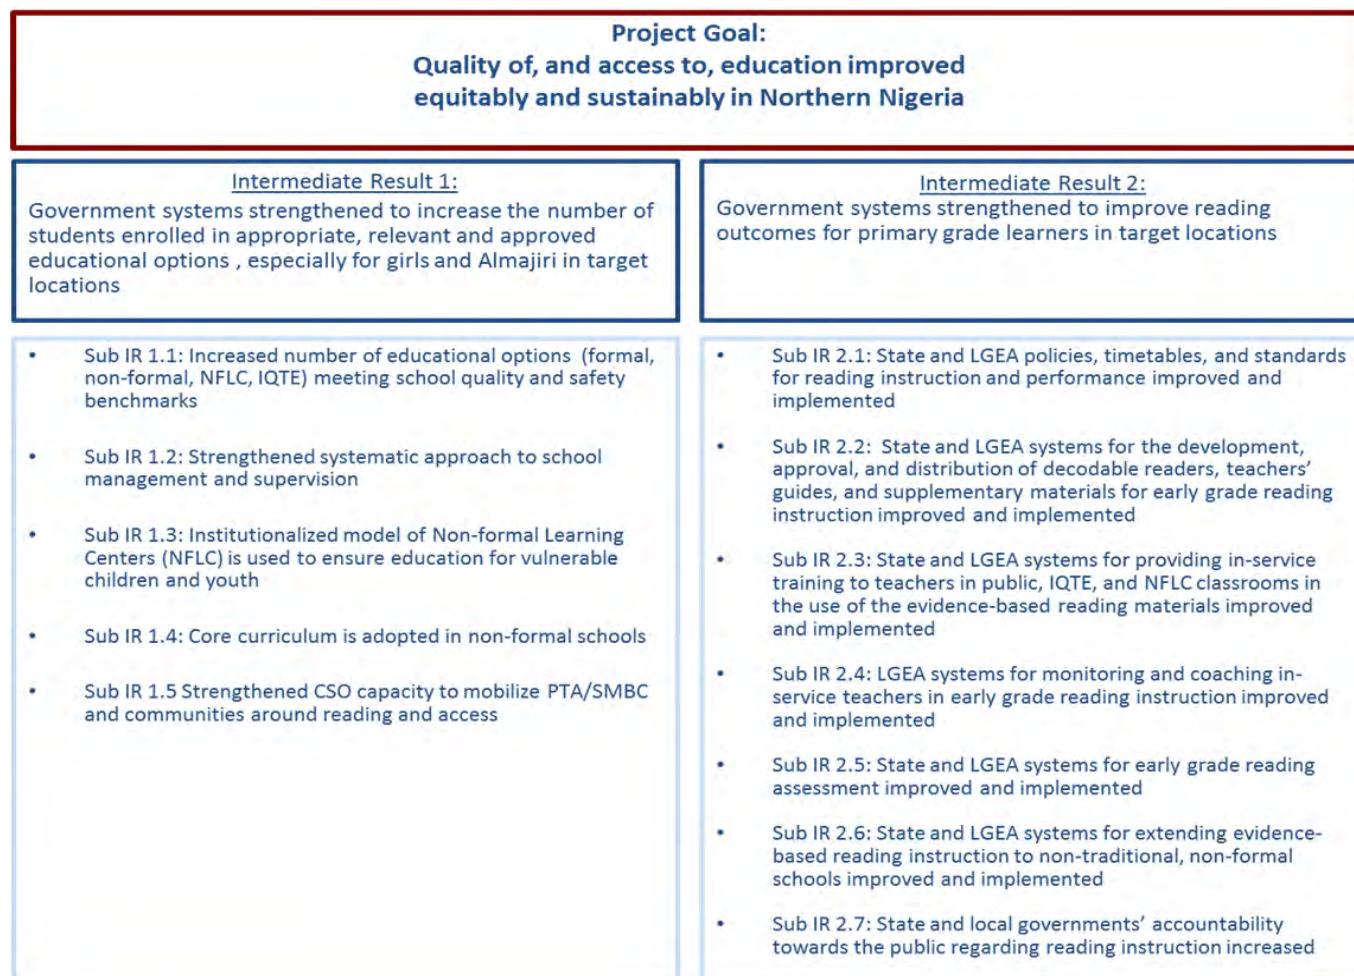 Project Goal:
Quality of, and access to, education improved
equitably and sustainably in Northern Nigeria
Intermediate Result 1:
Government systems strengthened to increase the number of
students enrolled in appropriate, relevant and approved
educational options , especially for girls and Almajiri in target
locations
• Sub IR 1.1: Increased number of educational options (formal,
non-formal, NFLC, IQTE) meeting school quality and safety
benchmarks
• Sub IR 1.2: Strengthened systematic approach to school
management and supervision
• Sub IR 1.3: Institutionalized model of Non-formal Learning
Centers (NFLC) is used to ensure education for vulnerable
children and youth
• Sub IR 1.4: Core curriculum is adopted in non-formal schools
• Sub IR 1.5 Strengthened CSO capacity to mobilize PTA/SMBC
and communities around reading and access
Intermediate Result 2:
Government systems strengthened to improve reading
outcomes for primary grade learners in target locations
• Sub IR 2.1: State and LGEA policies, timetables, and standards
for reading instruction and performance improved and
implemented
• Sub IR 2.2: State and LGEA systems for the development,
approval, and distribution of decodable readers, teachers’
guides, and supplementary materials for early grade reading
instruction improved and implemented
• Sub IR 2.3: State and LGEA systems for providing in-service
training to teachers in public, IQTE, and NFLC classrooms in
the use of the evidence-based reading materials improved
and implemented
• Sub IR 2.4: LGEA systems for monitoring and coaching in-
service teachers in early grade reading instruction improved
and implemented
• Sub IR 2.5: State and LGEA systems for early grade reading
assessment improved and implemented
• Sub IR 2.6: State and LGEA systems for extending evidence-
based reading instruction to non-traditional, non-formal
schools improved and implemented
• Sub IR 2.7: State and local governments’ accountability
towards the public regarding reading instruction increased